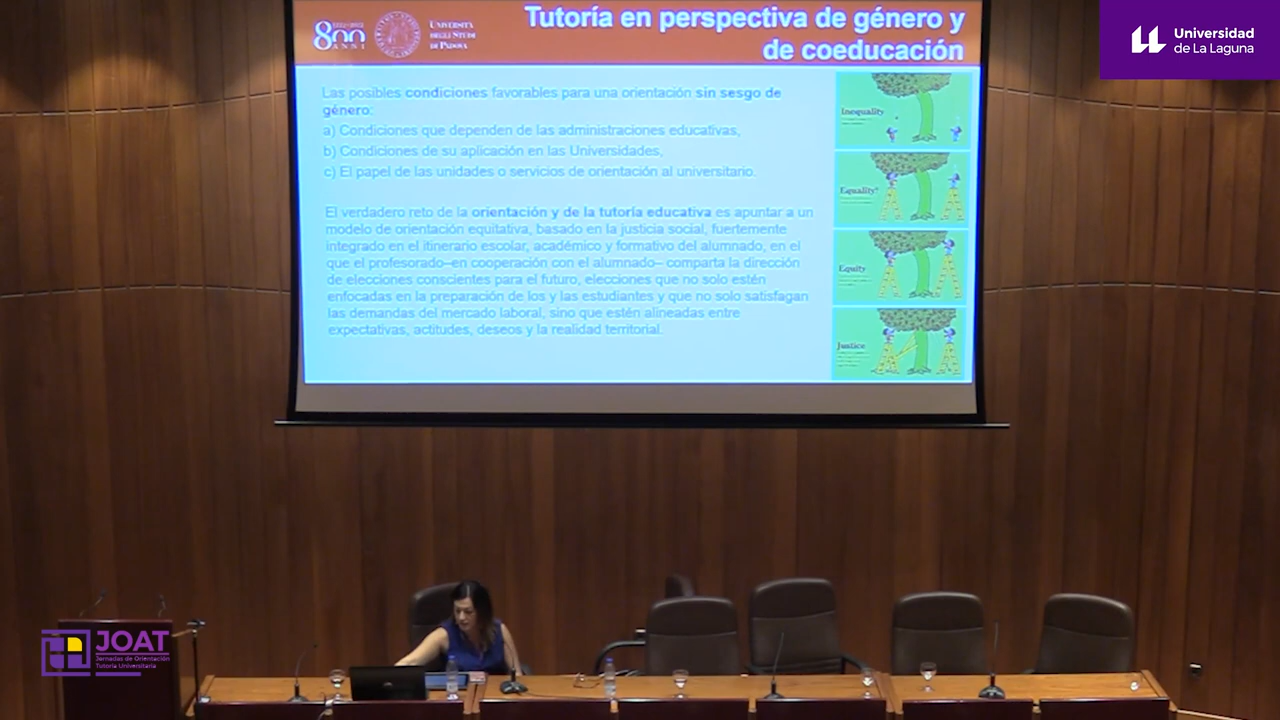 800
ANNI
UNIVERSITÀ
DEGLI STUDI
DI PADOVA
Tutoría en perspectiva de género y
de coeducación
Universidad
de La Laguna
Las posibles condiciones favorables para una orientación sin sesgo de
género:
a) Condiciones que dependen de las administraciones educativas,
b) Condiciones de su aplicación en las Universidades,
c) El papel de las unidades o servicios de orientación al universitario.
El verdadero reto de la orientación y de la tutoría educativa es apuntar a un
modelo de orientación equitativa, basado en la justicia social, fuertemente
integrado en el itinerario escolar, académico y formativo del alumnado, en el
que el profesorado–en cooperación con el alumnado– comparta la dirección
de elecciones conscientes para el futuro, elecciones que no solo estén
enfocadas en la preparación de los y las estudiantes y que no solo satisfagan
las demandas del mercado laboral, sino que estén alineadas entre
expectativas, actitudes, deseos y la realidad territorial.
Inequality
Equality?
Equity
Justice
JOAT
Jornadas de Orientación
Tutoría Universitaria